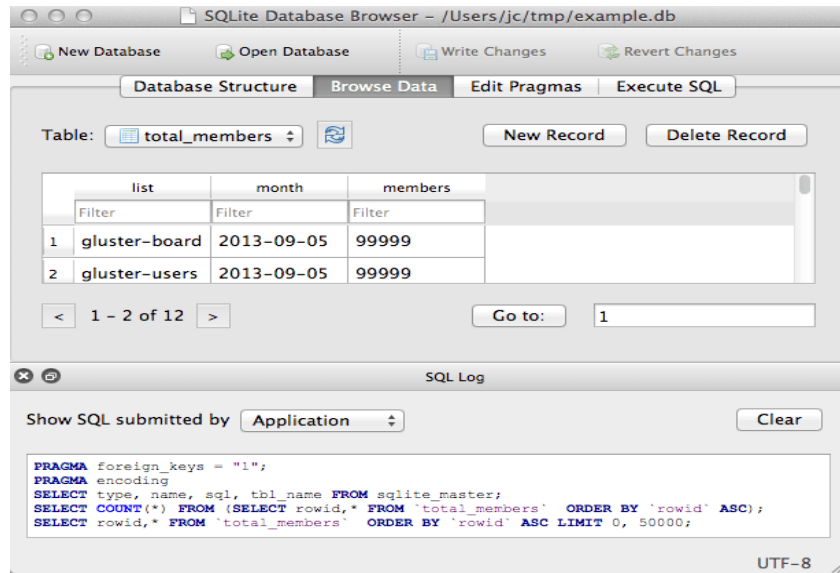 SQLite Database Browser – /Users/jc/tmp/example.db
New Database Open Database Write Changes Revert Changes
Database Structure Browse Data Edit Pragmas Execute SQL
Table: total_members New Record Delete Record
list month members
Filter Filter Filter
1 gluster-board 2013-09-05 99999
2 gluster-users 2013-09-05 99999
< 1 - 2 of 12 > Go to: 1
SQL Log
Show SQL submitted by Application Clear
PRAGMA foreign_keys = "1";
PRAGMA encoding
SELECT type, name, sql, tbl_name FROM sqlite_master;
SELECT COUNT(*) FROM (SELECT rowid,* FROM `total_members` ORDER BY `rowid` ASC);
SELECT rowid,* FROM `total_members` ORDER BY `rowid` ASC LIMIT 0, 50000;
UTF-8